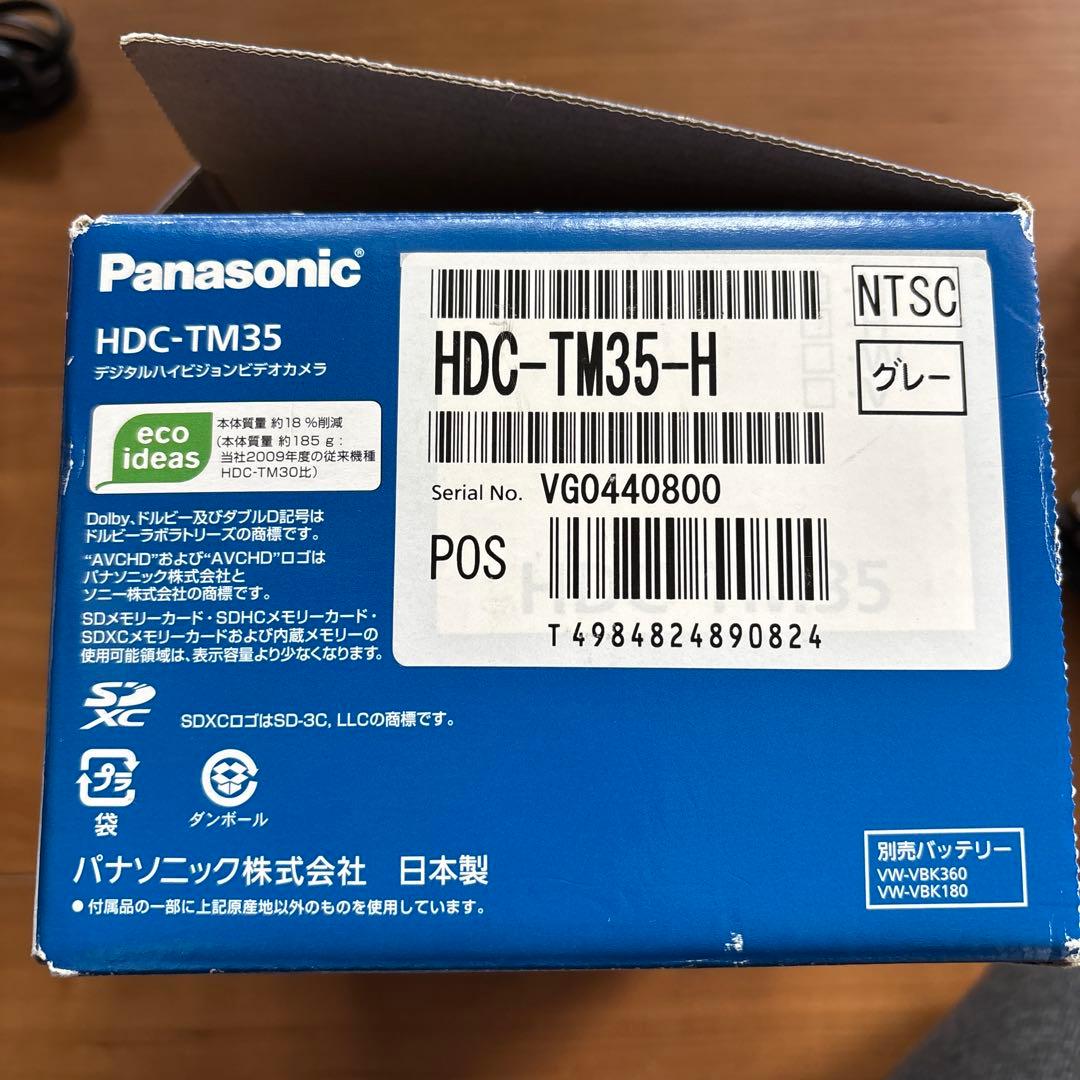 Panasonic®
HDC-TM35
デジタルハイビジョンビデオカメラ
eco
ideas
本体質量 約18%削減
(本体質量 約185g:
当社2009年度の従来機種
HDC-TM30比)
Dolby、ドルビー及びダブルD記号は
ドルビーラボラトリーズの商標です。
“AVCHD”および“AVCHD”ロゴは
パナソニック株式会社と
ソニー株式会社の商標です。
SDメモリーカード・SDHCメモリーカード・
SDXCメモリーカードおよび内蔵メモリーの
使用可能領域は、表示容量より少なくなります。
SD
XC
SDXCロゴはSD-3C, LLCの商標です。
プラ
袋
ダンボール
パナソニック株式会社 日本製
●付属品の一部に上記原産地以外のものを使用しています。
HDC-TM35-H
NTSC
グレー
Serial No. VG0440800
POS
T4984824890824
HDC-TM35
別売バッテリー
VW-VBK360
VW-VBK180